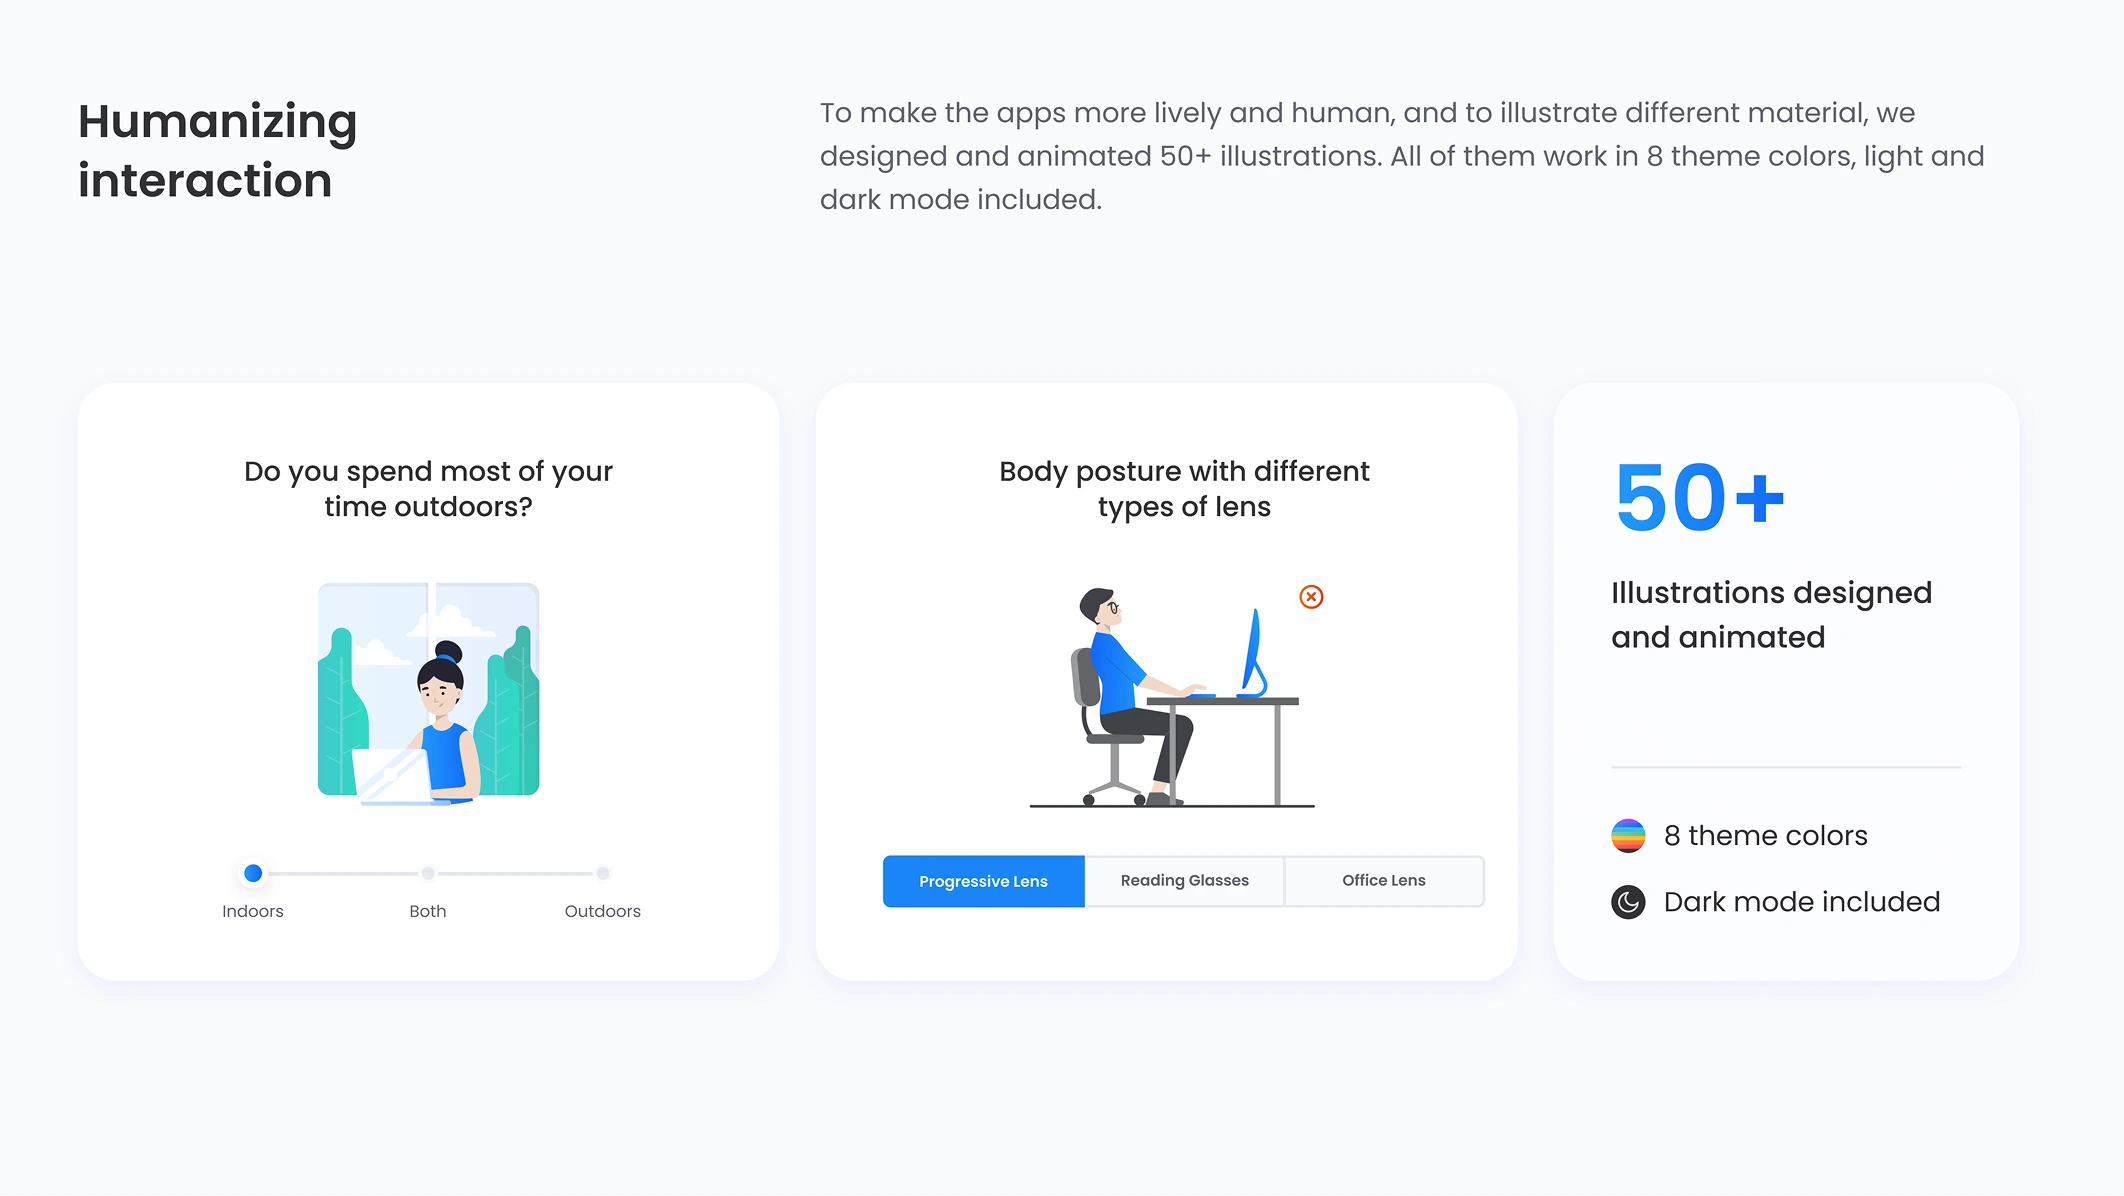 Humanizing
interaction
To make the apps more lively and human, and to illustrate different material, we
designed and animated 50+ illustrations. All of them work in 8 theme colors, light and
dark mode included.
Do you spend most of your
time outdoors?
Indoors
Both
Outdoors
Body posture with different
types of lens
Progressive Lens
Reading Glasses
Office Lens
50+
Illustrations designed
and animated
8 theme colors
Dark mode included